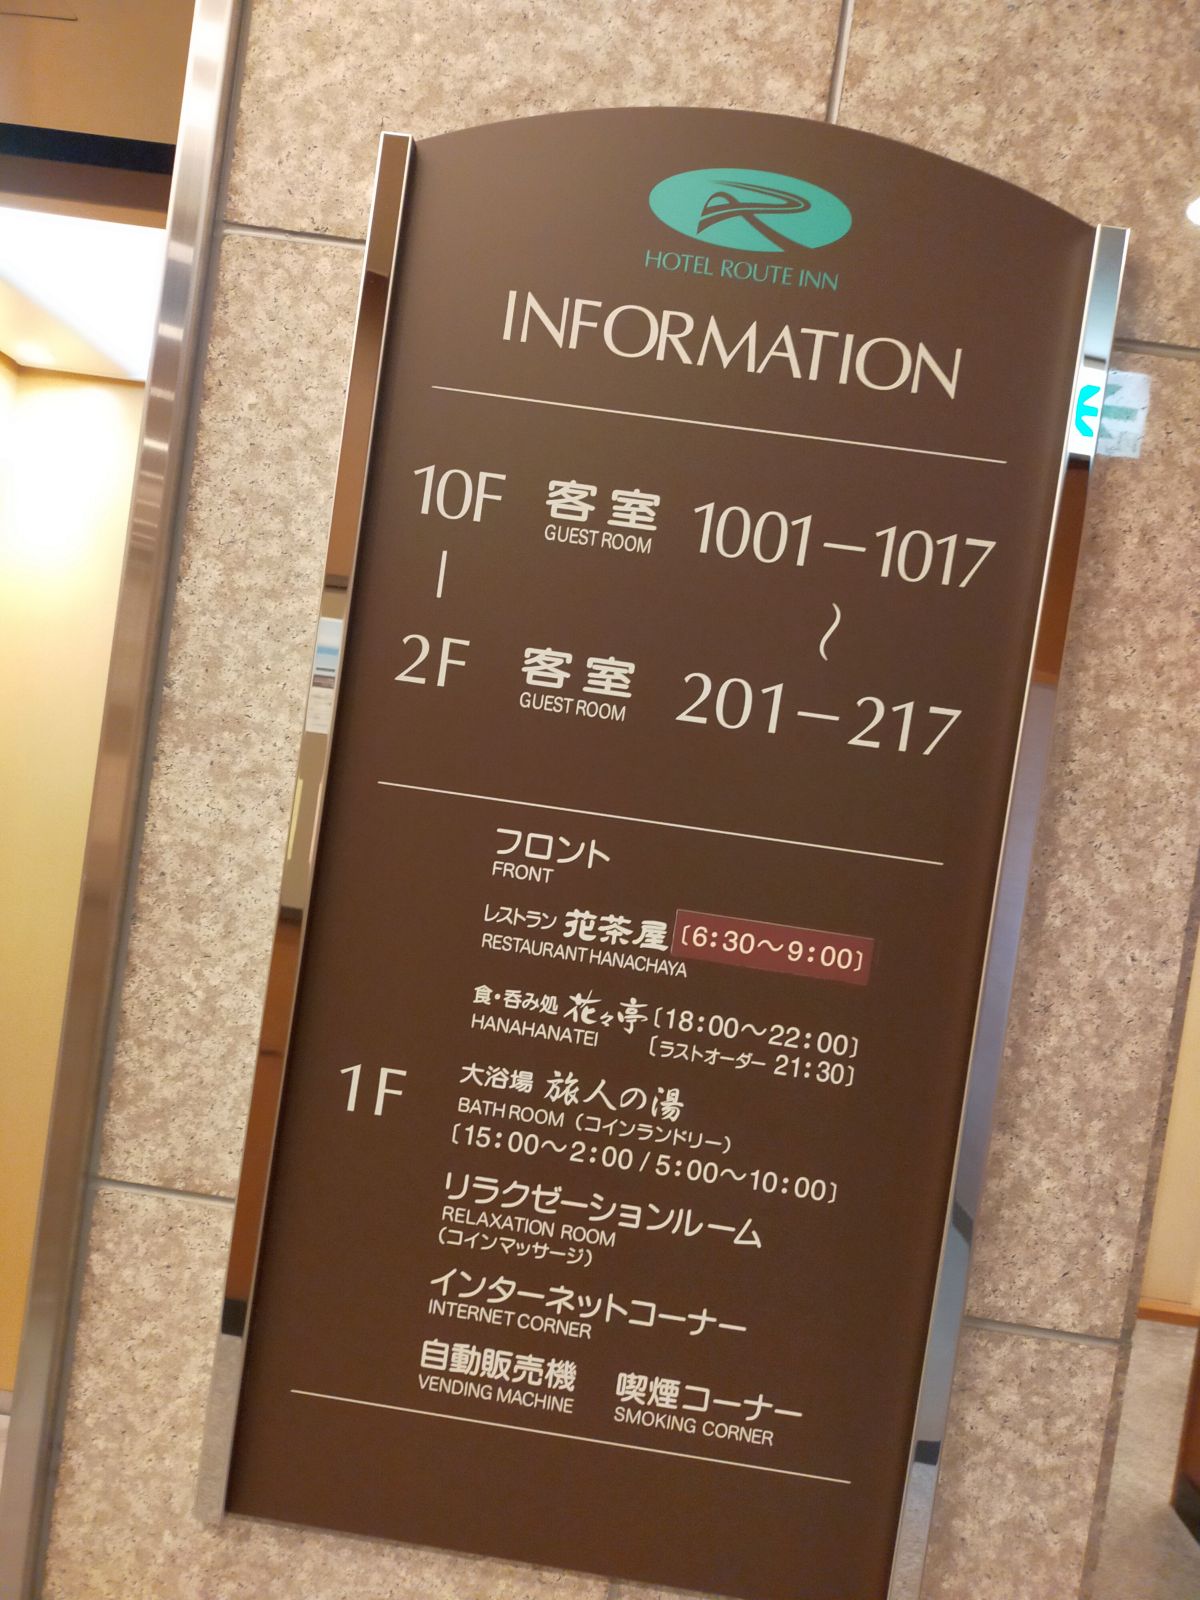 HOTEL ROUTE INN
INFORMATION
10F 客室 1001－1017
GUEST ROOM
｜ 〜
2F 客室 201－217
GUEST ROOM
フロント
FRONT
レストラン 花茶屋 [6:30〜9:00]
RESTAURANT HANACHAYA
食・呑み処 花々亭 [18:00〜22:00]
HANAHANATEI [ラストオーダー 21:30]
1F
大浴場 旅人の湯
BATH ROOM (コインランドリー)
[15:00〜2:00 / 5:00〜10:00]
リラクゼーションルーム
RELAXATION ROOM
(コインマッサージ)
インターネットコーナー
INTERNET CORNER
自動販売機 喫煙コーナー
VENDING MACHINE SMOKING CORNER